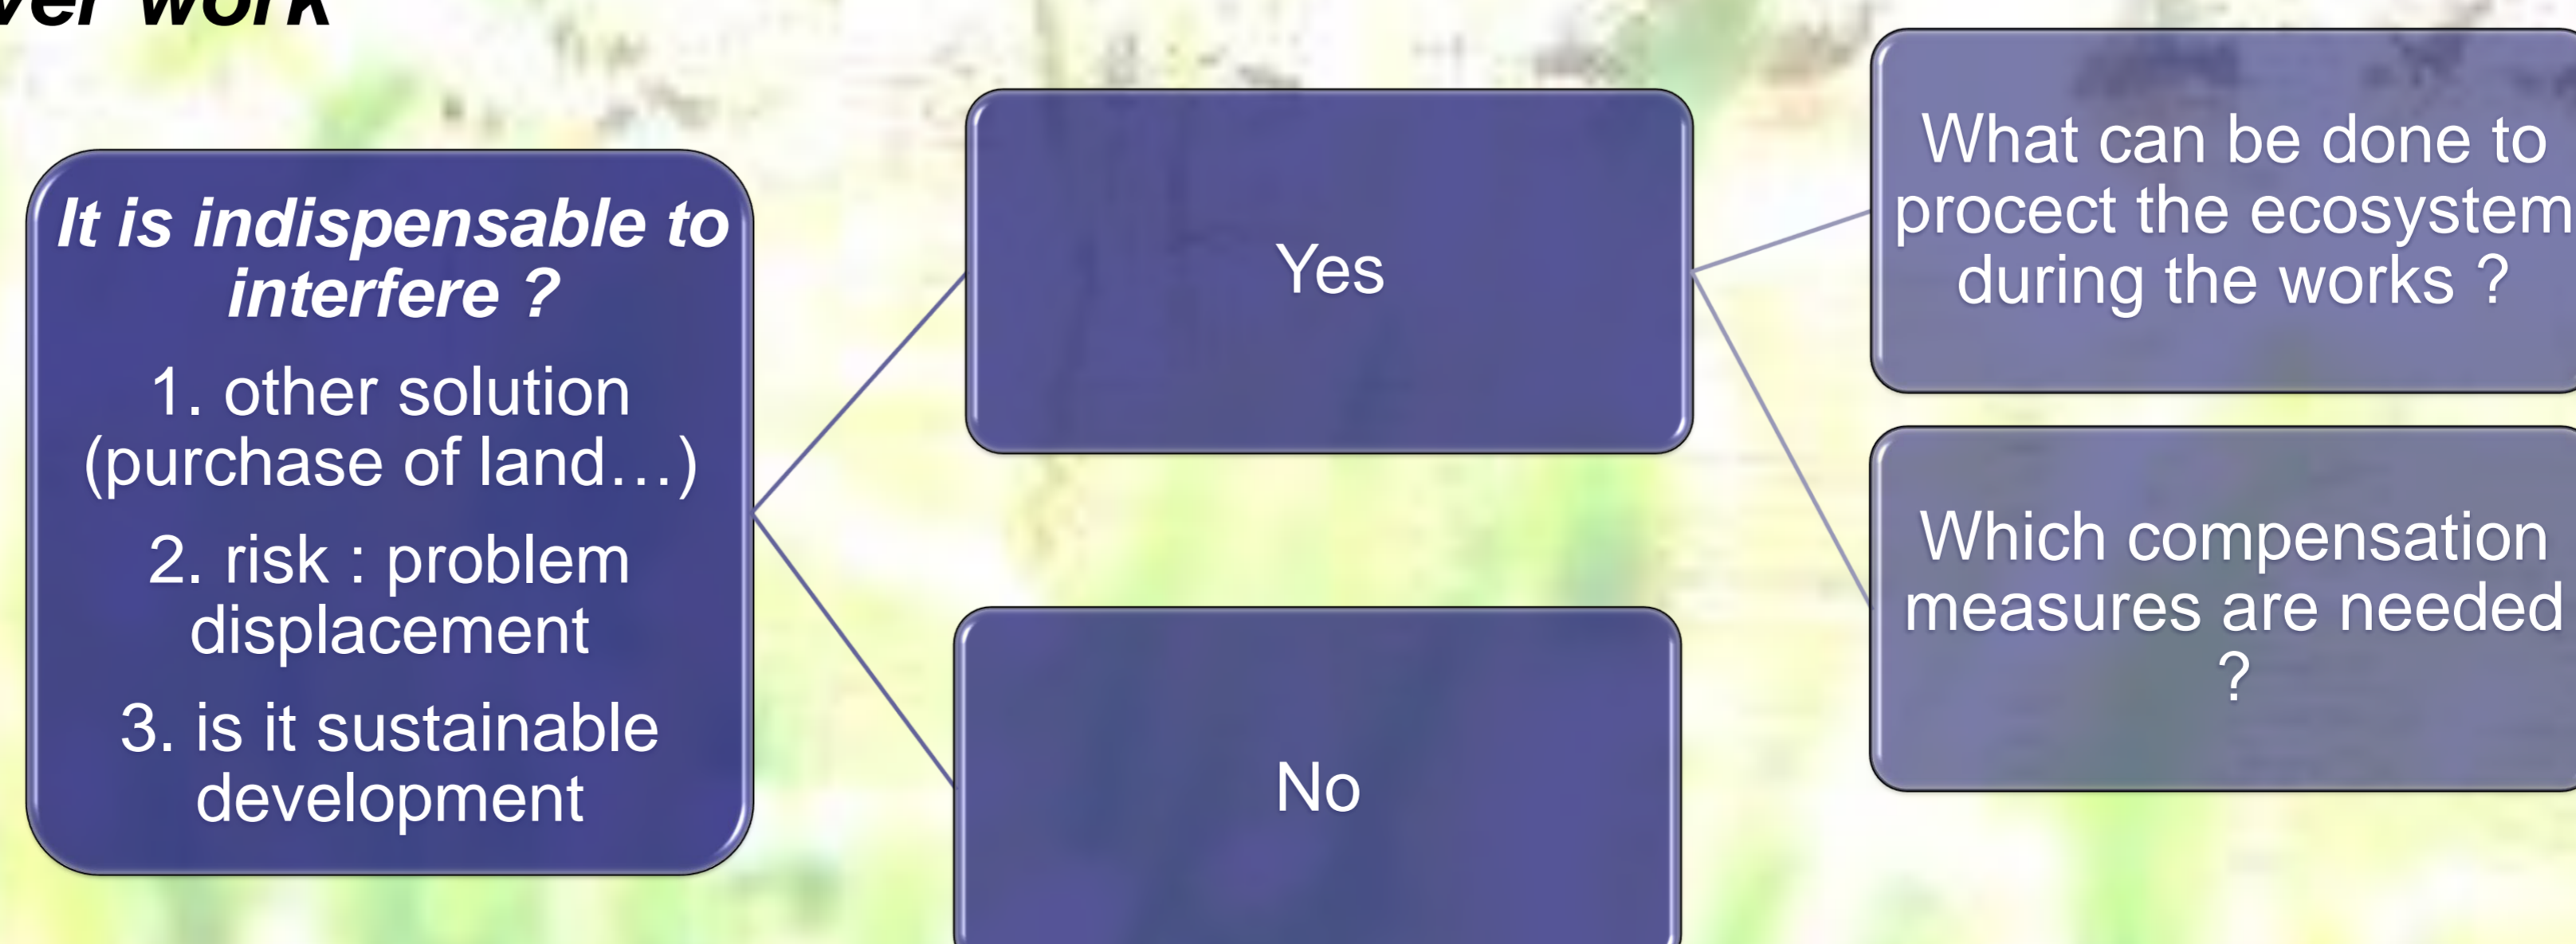 work
It is indispensable to
interfere ?
1. other solution
(purchase of land…)
2. risk : problem
displacement
3. is it sustainable
development
Yes
No
What can be done to
procect the ecosystem
during the works ?
Which compensation
measures are needed
?